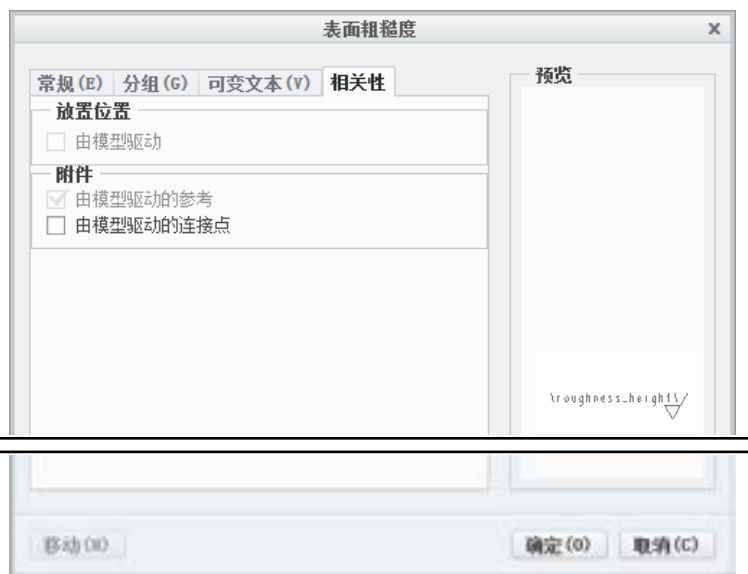 表面粗糙度 x
常规(E) 分组(G) 可变文本(V) 相关性
预览
放置位置
由模型驱动
附件
由模型驱动的参考
由模型驱动的连接点
\roughness_height\
移动(M)
确定(O) 取消(C)